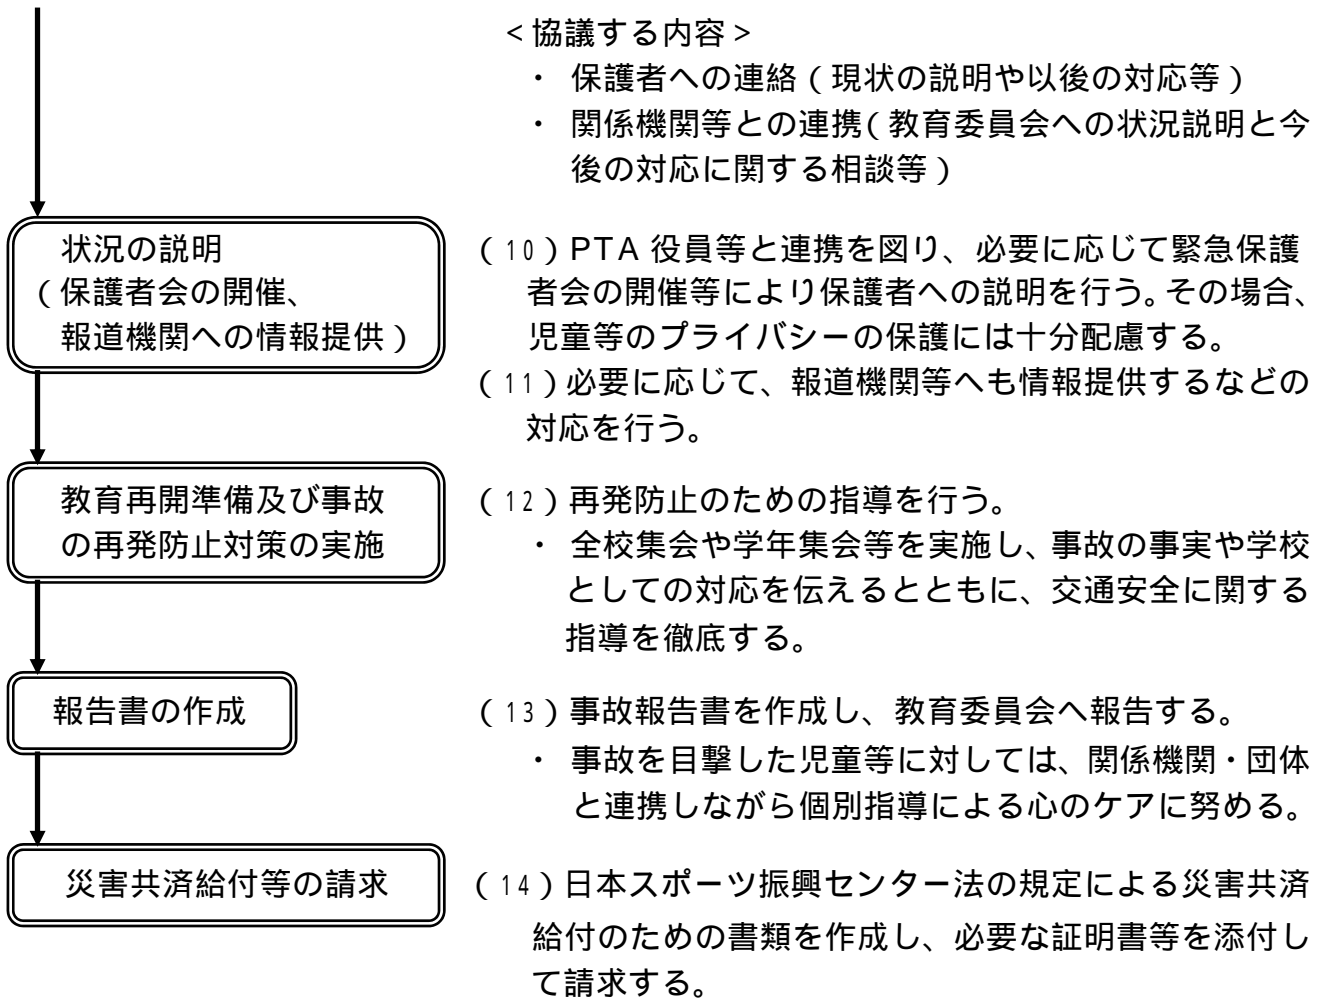 <協議する内容>
・ 保護者への連絡(現状の説明や以後の対応等)
・ 関係機関等との連携(教育委員会への状況説明と今
後の対応に関する相談等)
状況の説明
(保護者会の開催、
報道機関への情報提供)
(10)PTA 役員等と連携を図り、必要に応じて緊急保護
者会の開催等により保護者への説明を行う。その場合、
児童等のプライバシーの保護には十分配慮する。
(11)必要に応じて、報道機関等へも情報提供するなどの
対応を行う。
教育再開準備及び事故
の再発防止対策の実施
(12)再発防止のための指導を行う。
・ 全校集会や学年集会等を実施し、事故の事実や学校
としての対応を伝えるとともに、交通安全に関する
指導を徹底する。
報告書の作成
(13)事故報告書を作成し、教育委員会へ報告する。
・ 事故を目撃した児童等に対しては、関係機関・団体
と連携しながら個別指導による心のケアに努める。
災害共済給付等の請求
(14)日本スポーツ振興センター法の規定による災害共済
給付のための書類を作成し、必要な証明書等を添付し
て請求する。